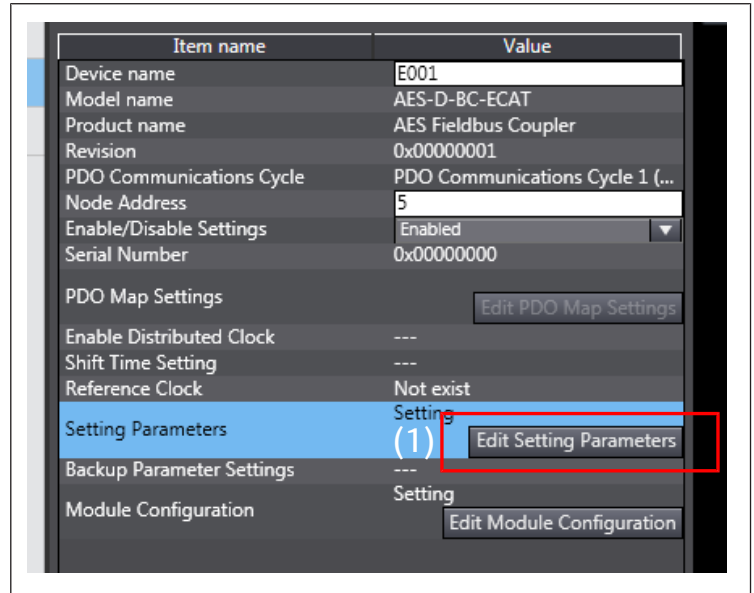 Item name Value
Device name E001
Model name AES-D-BC-ECAT
Product name AES Fieldbus Coupler
Revision 0x00000001
PDO Communications Cycle PDO Communications Cycle 1 (...
Node Address 5
Enable/Disable Settings Enabled
Serial Number 0x00000000
PDO Map Settings Edit PDO Map Settings
Enable Distributed Clock ---
Shift Time Setting ---
Reference Clock Not exist
Setting
Setting Parameters (1) Edit Setting Parameters
Backup Parameter Settings ---
Setting
Module Configuration Edit Module Configuration